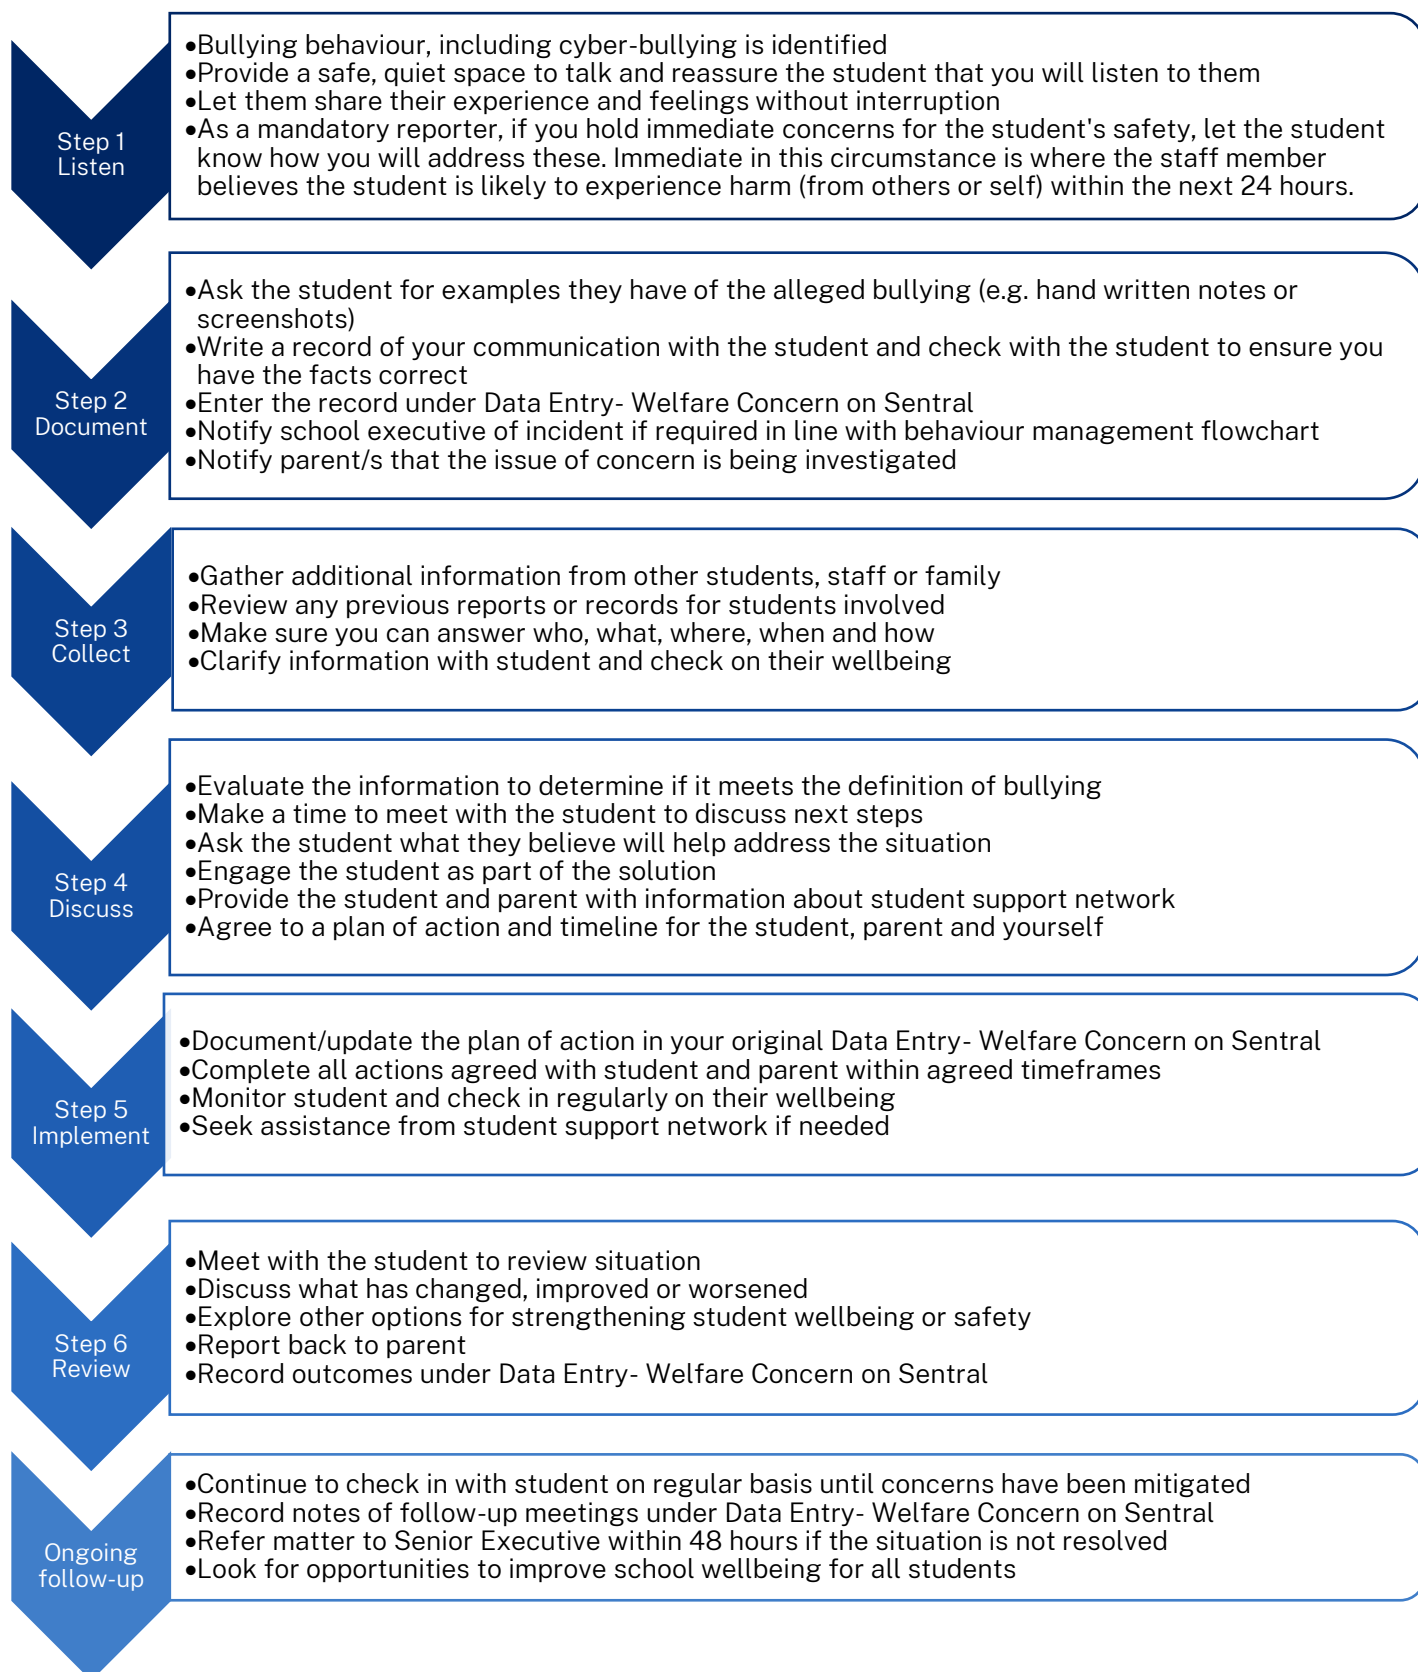 Step 1
Listen
•Bullying behaviour, including cyber-bullying is identified
•Provide a safe, quiet space to talk and reassure the student that you will listen to them
•Let them share their experience and feelings without interruption
•As a mandatory reporter, if you hold immediate concerns for the student's safety, let the student
know how you will address these. Immediate in this circumstance is where the staff member
believes the student is likely to experience harm (from others or self) within the next 24 hours.
Step 2
Document
•Ask the student for examples they have of the alleged bullying (e.g. hand written notes or
screenshots)
•Write a record of your communication with the student and check with the student to ensure you
have the facts correct
•Enter the record under Data Entry- Welfare Concern on Sentral
•Notify school executive of incident if required in line with behaviour management flowchart
•Notify parent/s that the issue of concern is being investigated
Step 3
Collect
•Gather additional information from other students, staff or family
•Review any previous reports or records for students involved
•Make sure you can answer who, what, where, when and how
•Clarify information with student and check on their wellbeing
Step 4
Discuss
•Evaluate the information to determine if it meets the definition of bullying
•Make a time to meet with the student to discuss next steps
•Ask the student what they believe will help address the situation
•Engage the student as part of the solution
•Provide the student and parent with information about student support network
•Agree to a plan of action and timeline for the student, parent and yourself
Step 5
Implement
•Document/update the plan of action in your original Data Entry- Welfare Concern on Sentral
•Complete all actions agreed with student and parent within agreed timeframes
•Monitor student and check in regularly on their wellbeing
•Seek assistance from student support network if needed
Step 6
Review
•Meet with the student to review situation
•Discuss what has changed, improved or worsened
•Explore other options for strengthening student wellbeing or safety
•Report back to parent
•Record outcomes under Data Entry- Welfare Concern on Sentral
Ongoing
follow-up
•Continue to check in with student on regular basis until concerns have been mitigated
•Record notes of follow-up meetings under Data Entry- Welfare Concern on Sentral
•Refer matter to Senior Executive within 48 hours if the situation is not resolved
•Look for opportunities to improve school wellbeing for all students